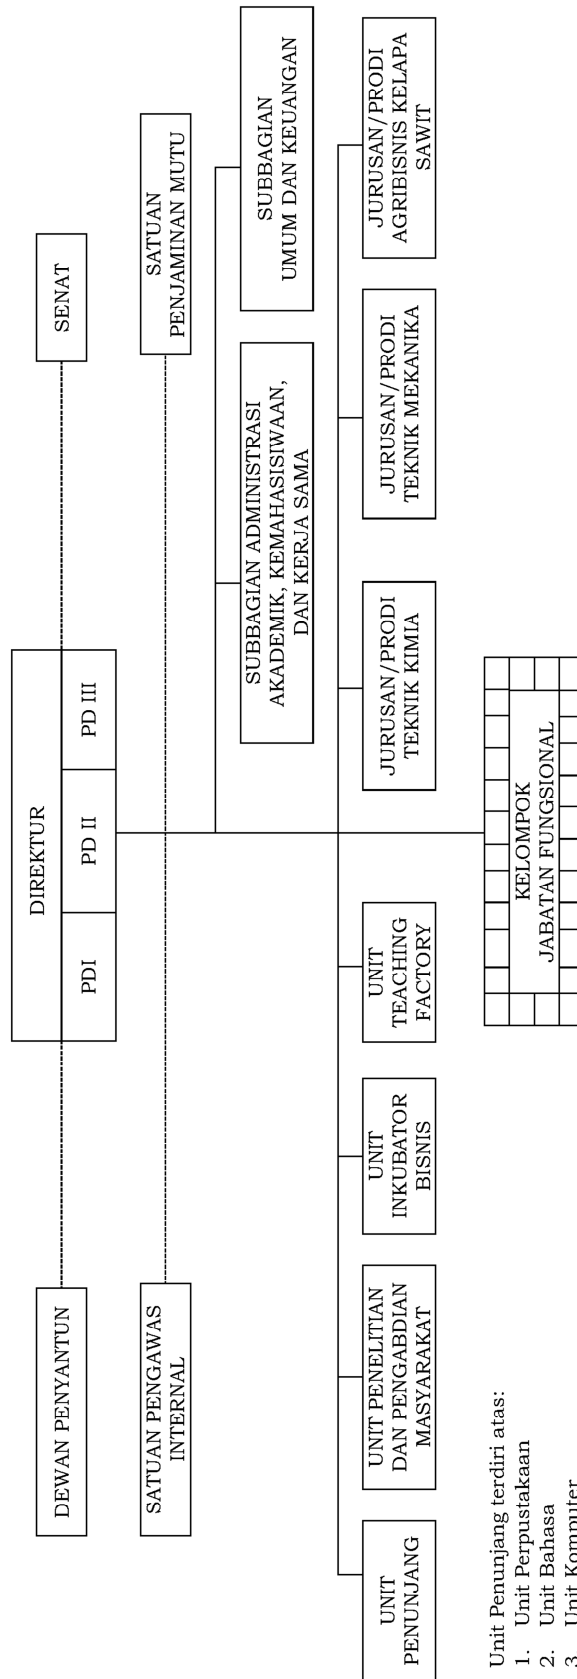 DIREKTUR
PDI
PD II
PD III
DEWAN PENYANTUN
SENAT
SATUAN PENGAWAS
INTERNAL
SATUAN
PENJAMINAN MUTU
SUBBAGIAN ADMINISTRASI
AKADEMIK, KEMAHASISIWAAN,
DAN KERJA SAMA
SUBBAGIAN
UMUM DAN KEUANGAN
UNIT
PENUNJANG
UNIT PENELITIAN
DAN PENGABDIAN
MASYARAKAT
UNIT
INKUBATOR
BISNIS
UNIT
TEACHING
FACTORY
JURUSAN/PRODI
TEKNIK KIMIA
JURUSAN/PRODI
TEKNIK MEKANIKA
JURUSAN/PRODI
AGRIBISNIS KELAPA
SAWIT
KELOMPOK
JABATAN FUNGSIONAL
Unit Penunjang terdiri atas:
1. Unit Perpustakaan
2. Unit Bahasa
3. Unit Komputer